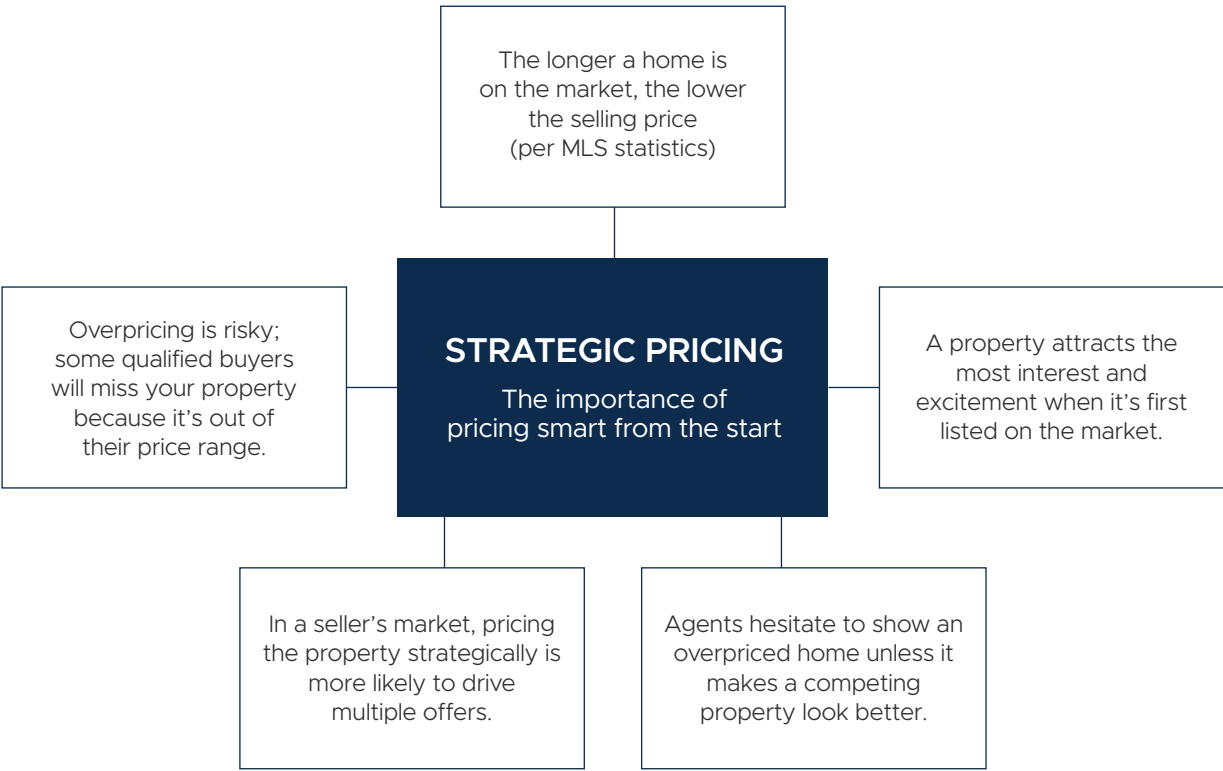 The longer a home is
on the market, the lower
the selling price
(per MLS statistics)
Overpricing is risky;
some qualified buyers
will miss your property
because it’s out of
their price range.
STRATEGIC PRICING
The importance of
pricing smart from the start
A property attracts the
most interest and
excitement when it’s first
listed on the market.
In a seller’s market, pricing
the property strategically is
more likely to drive
multiple offers.
Agents hesitate to show an
overpriced home unless it
makes a competing
property look better.